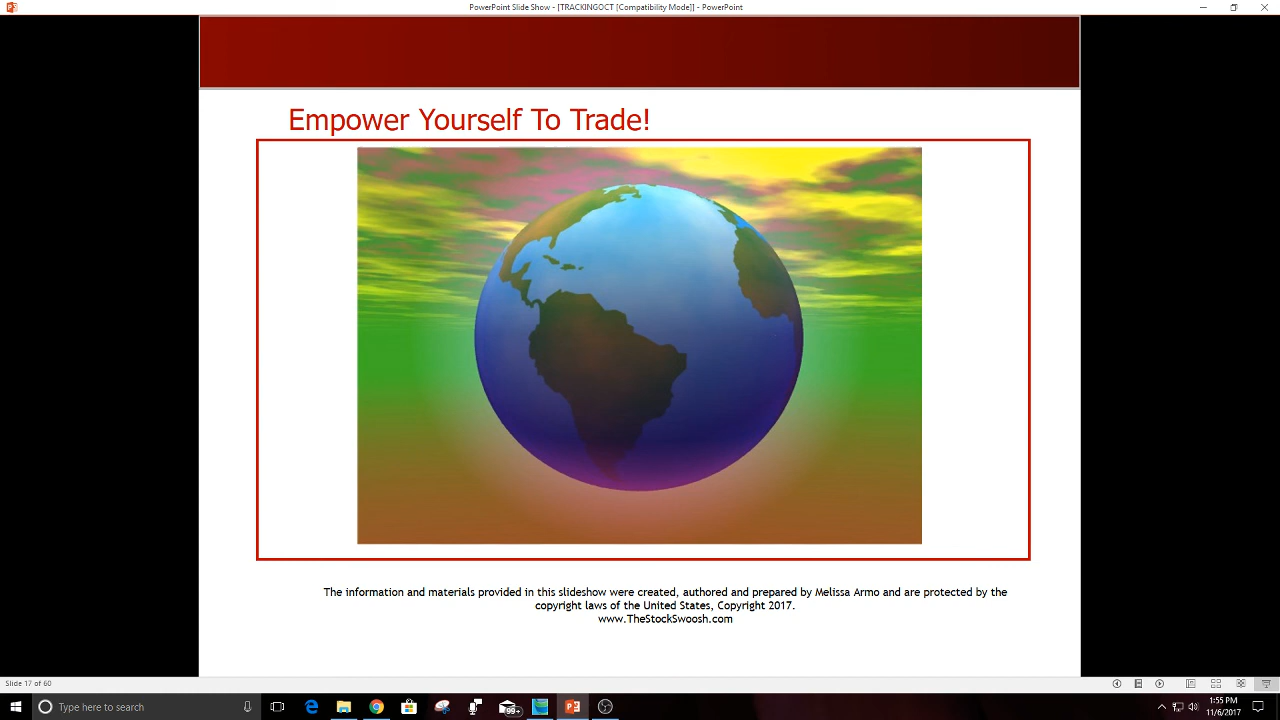 PowerPoint Slide Show - [TRACKINGOCT [Compatibility Mode]] - PowerPoint
Empower Yourself To Trade!
The information and materials provided in this slideshow were created, authored and prepared by Melissa Armo and are protected by the
copyright laws of the United States, Copyright 2017.
www.TheStockSwoosh.com
Slide 17 of 60
Type here to search
99+
1:55 PM
11/6/2017